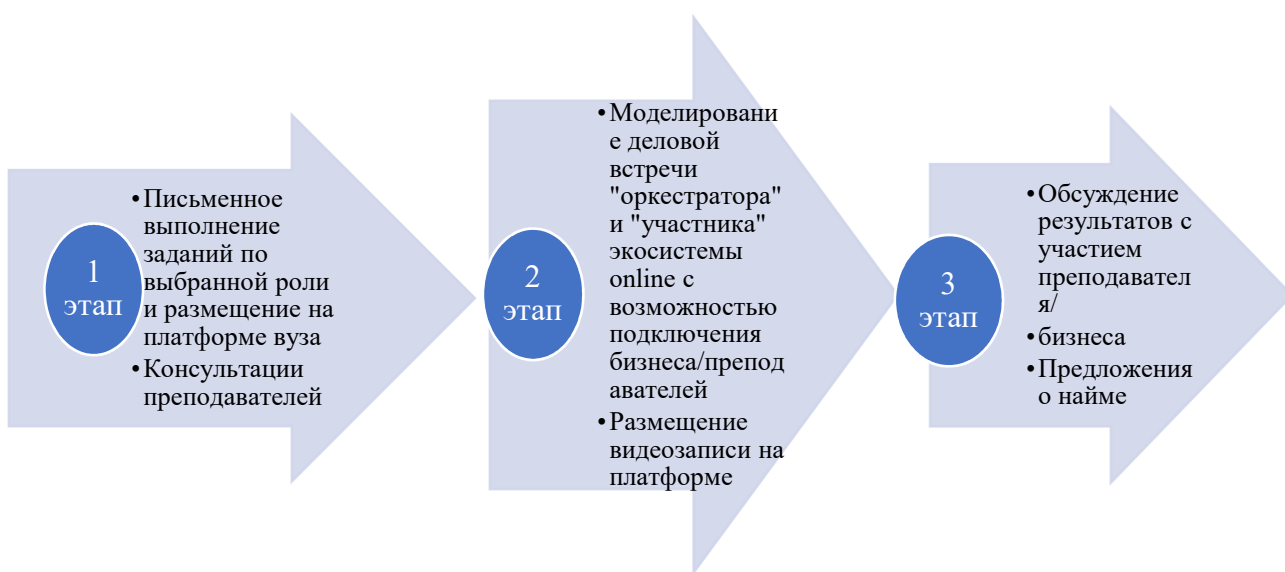 1
этап
•Письменное
выполнение
заданий по
выбранной роли
и размещение на
платформе вуза
•Консультации
преподавателей
2
этап
•Моделировани
е деловой
встречи
"оркестратора"
и "участника"
экосистемы
online с
возможностью
подключения
бизнеса/препод
авателей
•Размещение
видеозаписи на
платформе
3
этап
•Обсуждение
результатов с
участием
преподавател
я/
•бизнеса
•Предложения
о найме